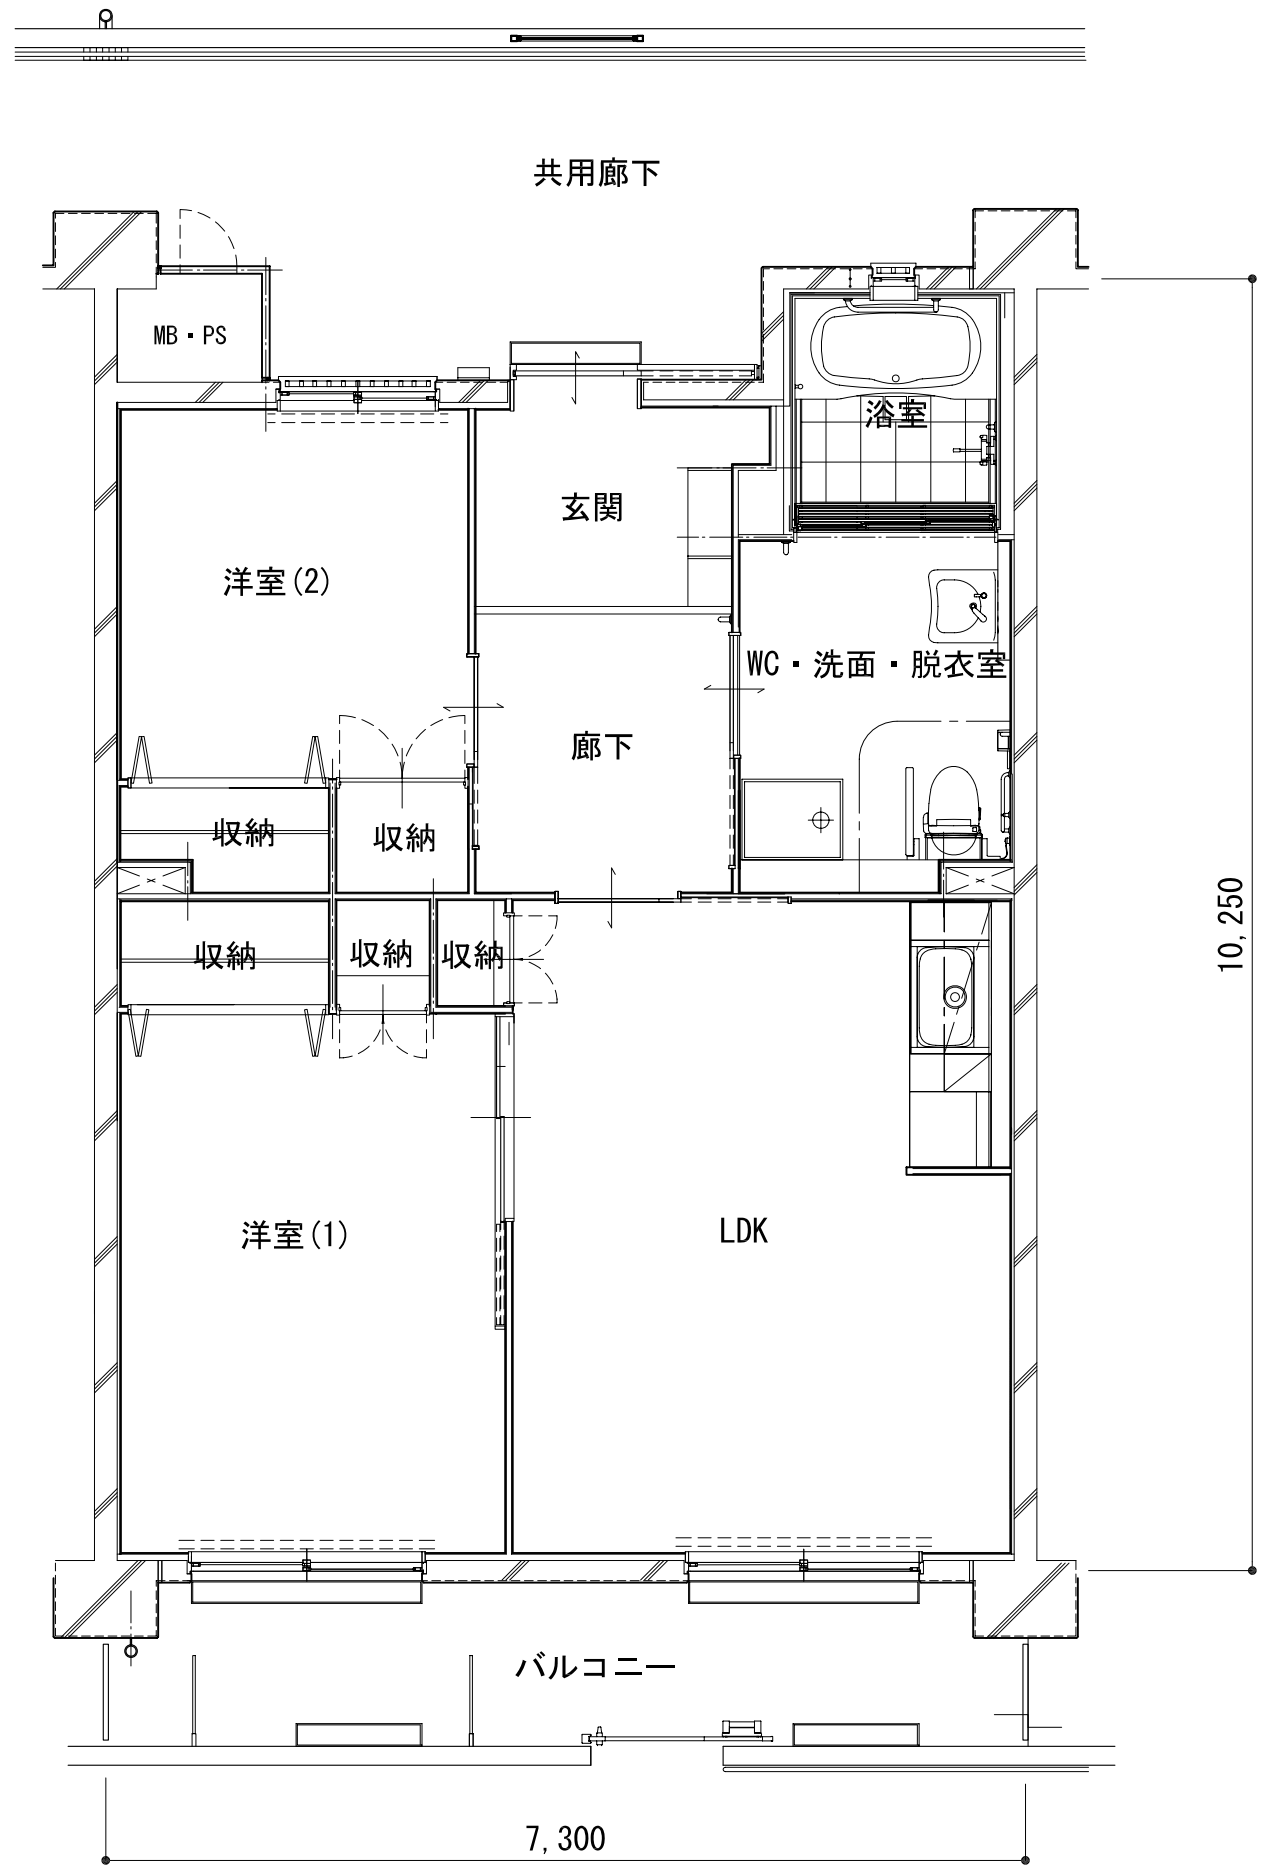 共用廊下
MB・PS
浴室
玄関
洋室(2)
WC・洗面・脱衣室
廊下
収納
収納
収納
収納
収納
10,250
洋室(1)
LDK
バルコニー
7,300